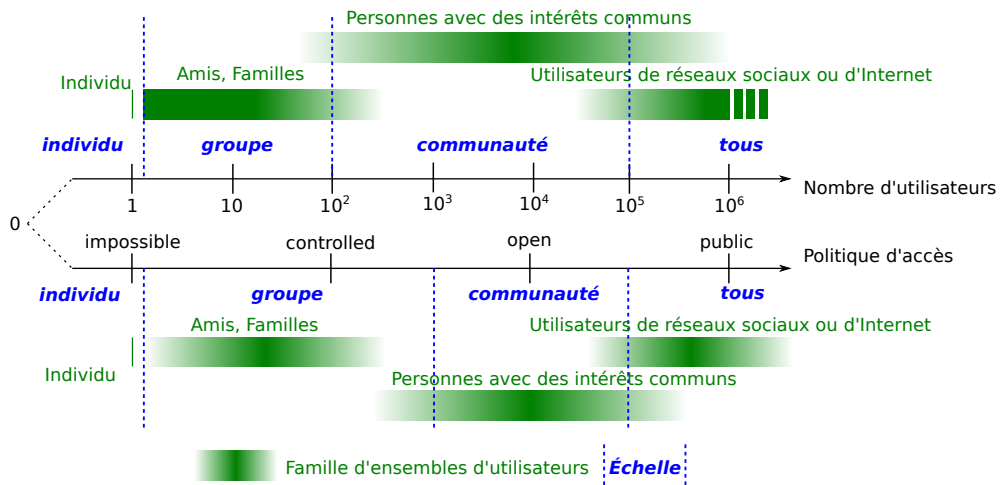 Personnes avec des intérêts communs
Individu
Amis, Familles
Utilisateurs de réseaux sociaux ou d'Internet
individu groupe communauté tous
Nombre d'utilisateurs
1 10 10² 10³ 10⁴ 10⁵ 10⁶
0
impossible controlled open public
Politique d'accès
individu groupe communauté tous
Amis, Familles
Utilisateurs de réseaux sociaux ou d'Internet
Individu
Personnes avec des intérêts communs
Famille d'ensembles d'utilisateurs
Échelle